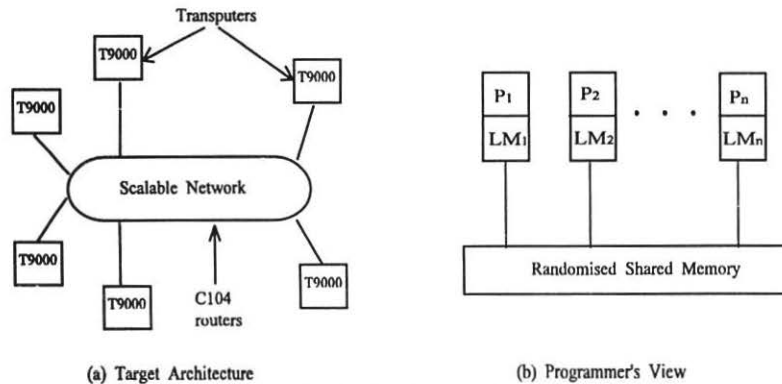 Transputers
T9000
T9000
T9000
Scalable Network
T9000
T9000
T9000
C104
routers
(a) Target Architecture
P1
P2
. . .
Pn
LM1
LM2
LMn
Randomised Shared Memory
(b) Programmer's View